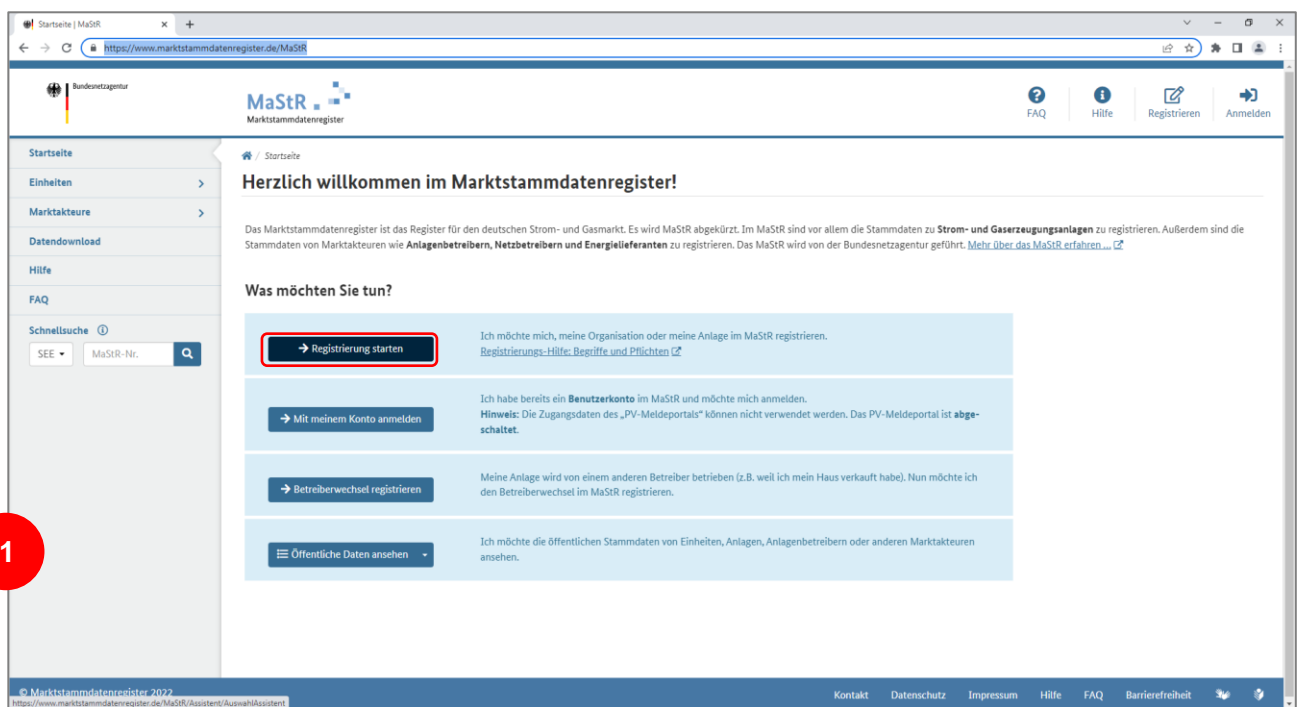 Startseite | MaStR
https://www.marktstammdatenregister.de/MaStR
Bundesnetzagentur
MaStR
Marktstammdatenregister
FAQ
Hilfe
Registrieren
Anmelden
Startseite
Einheiten
Marktakteure
Datendownload
Hilfe
FAQ
Schnellsuche
SEE
MaStR-Nr.
/ Startseite
Herzlich willkommen im Marktstammdatenregister!
Das Marktstammdatenregister ist das Register für den deutschen Strom- und Gasmarkt. Es wird MaStR abgekürzt. Im MaStR sind vor allem die Stammdaten zu Strom- und Gaserzeugungsanlagen zu registrieren. Außerdem sind die
Stammdaten von Marktakteuren wie Anlagenbetreibern, Netzbetreibern und Energielieferanten zu registrieren. Das MaStR wird von der Bundesnetzagentur geführt. Mehr über das MaStR erfahren ...
Was möchten Sie tun?
Registrierung starten
Ich möchte mich, meine Organisation oder meine Anlage im MaStR registrieren.
Registrierungs-Hilfe: Begriffe und Pflichten
Mit meinem Konto anmelden
Ich habe bereits ein Benutzerkonto im MaStR und möchte mich anmelden.
Hinweis: Die Zugangsdaten des „PV-Meldeportals“ können nicht verwendet werden. Das PV-Meldeportal ist abge-
schaltet.
Betreiberwechsel registrieren
Meine Anlage wird von einem anderen Betreiber betrieben (z.B. weil ich mein Haus verkauft habe). Nun möchte ich
den Betreiberwechsel im MaStR registrieren.
Öffentliche Daten ansehen
Ich möchte die öffentlichen Stammdaten von Einheiten, Anlagen, Anlagenbetreibern oder anderen Marktakteuren
ansehen.
1
© Marktstammdatenregister 2022
https://www.marktstammdatenregister.de/MaStR/Assistent/AuswahlAssistent
Kontakt
Datenschutz
Impressum
Hilfe
FAQ
Barrierefreiheit